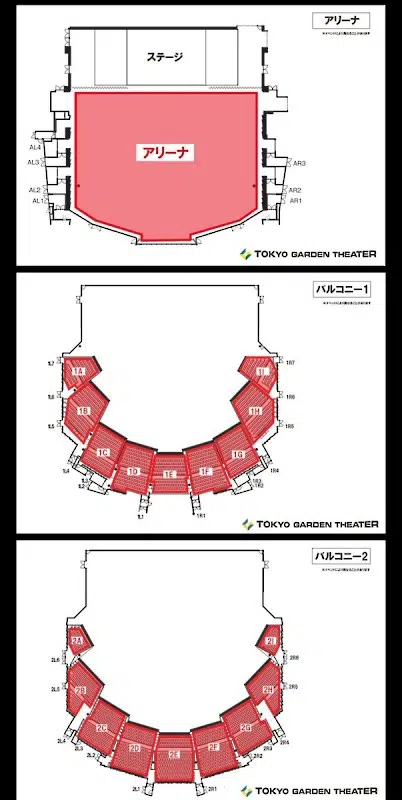 アリーナ
ステージ
アリーナ
AL4
AL3
AL2
AL1
AR3
AR2
AR1
TOKYO GARDEN THEATER
バルコニー1
1L7
1A
1I
1R7
1L6
1B
1H
1R6
1L5
1R5
1C
1D
1E
1F
1G
1L4
1R4
1L3
1R3
1L2
1R2
1L1
1R1
TOKYO GARDEN THEATER
バルコニー2
2A
2I
2L6
2R6
2L5
2B
2H
2R5
2C
2D
2E
2F
2G
2L4
2R4
2L3
2R3
2L2
2R2
2L1
2R1
TOKYO GARDEN THEATER